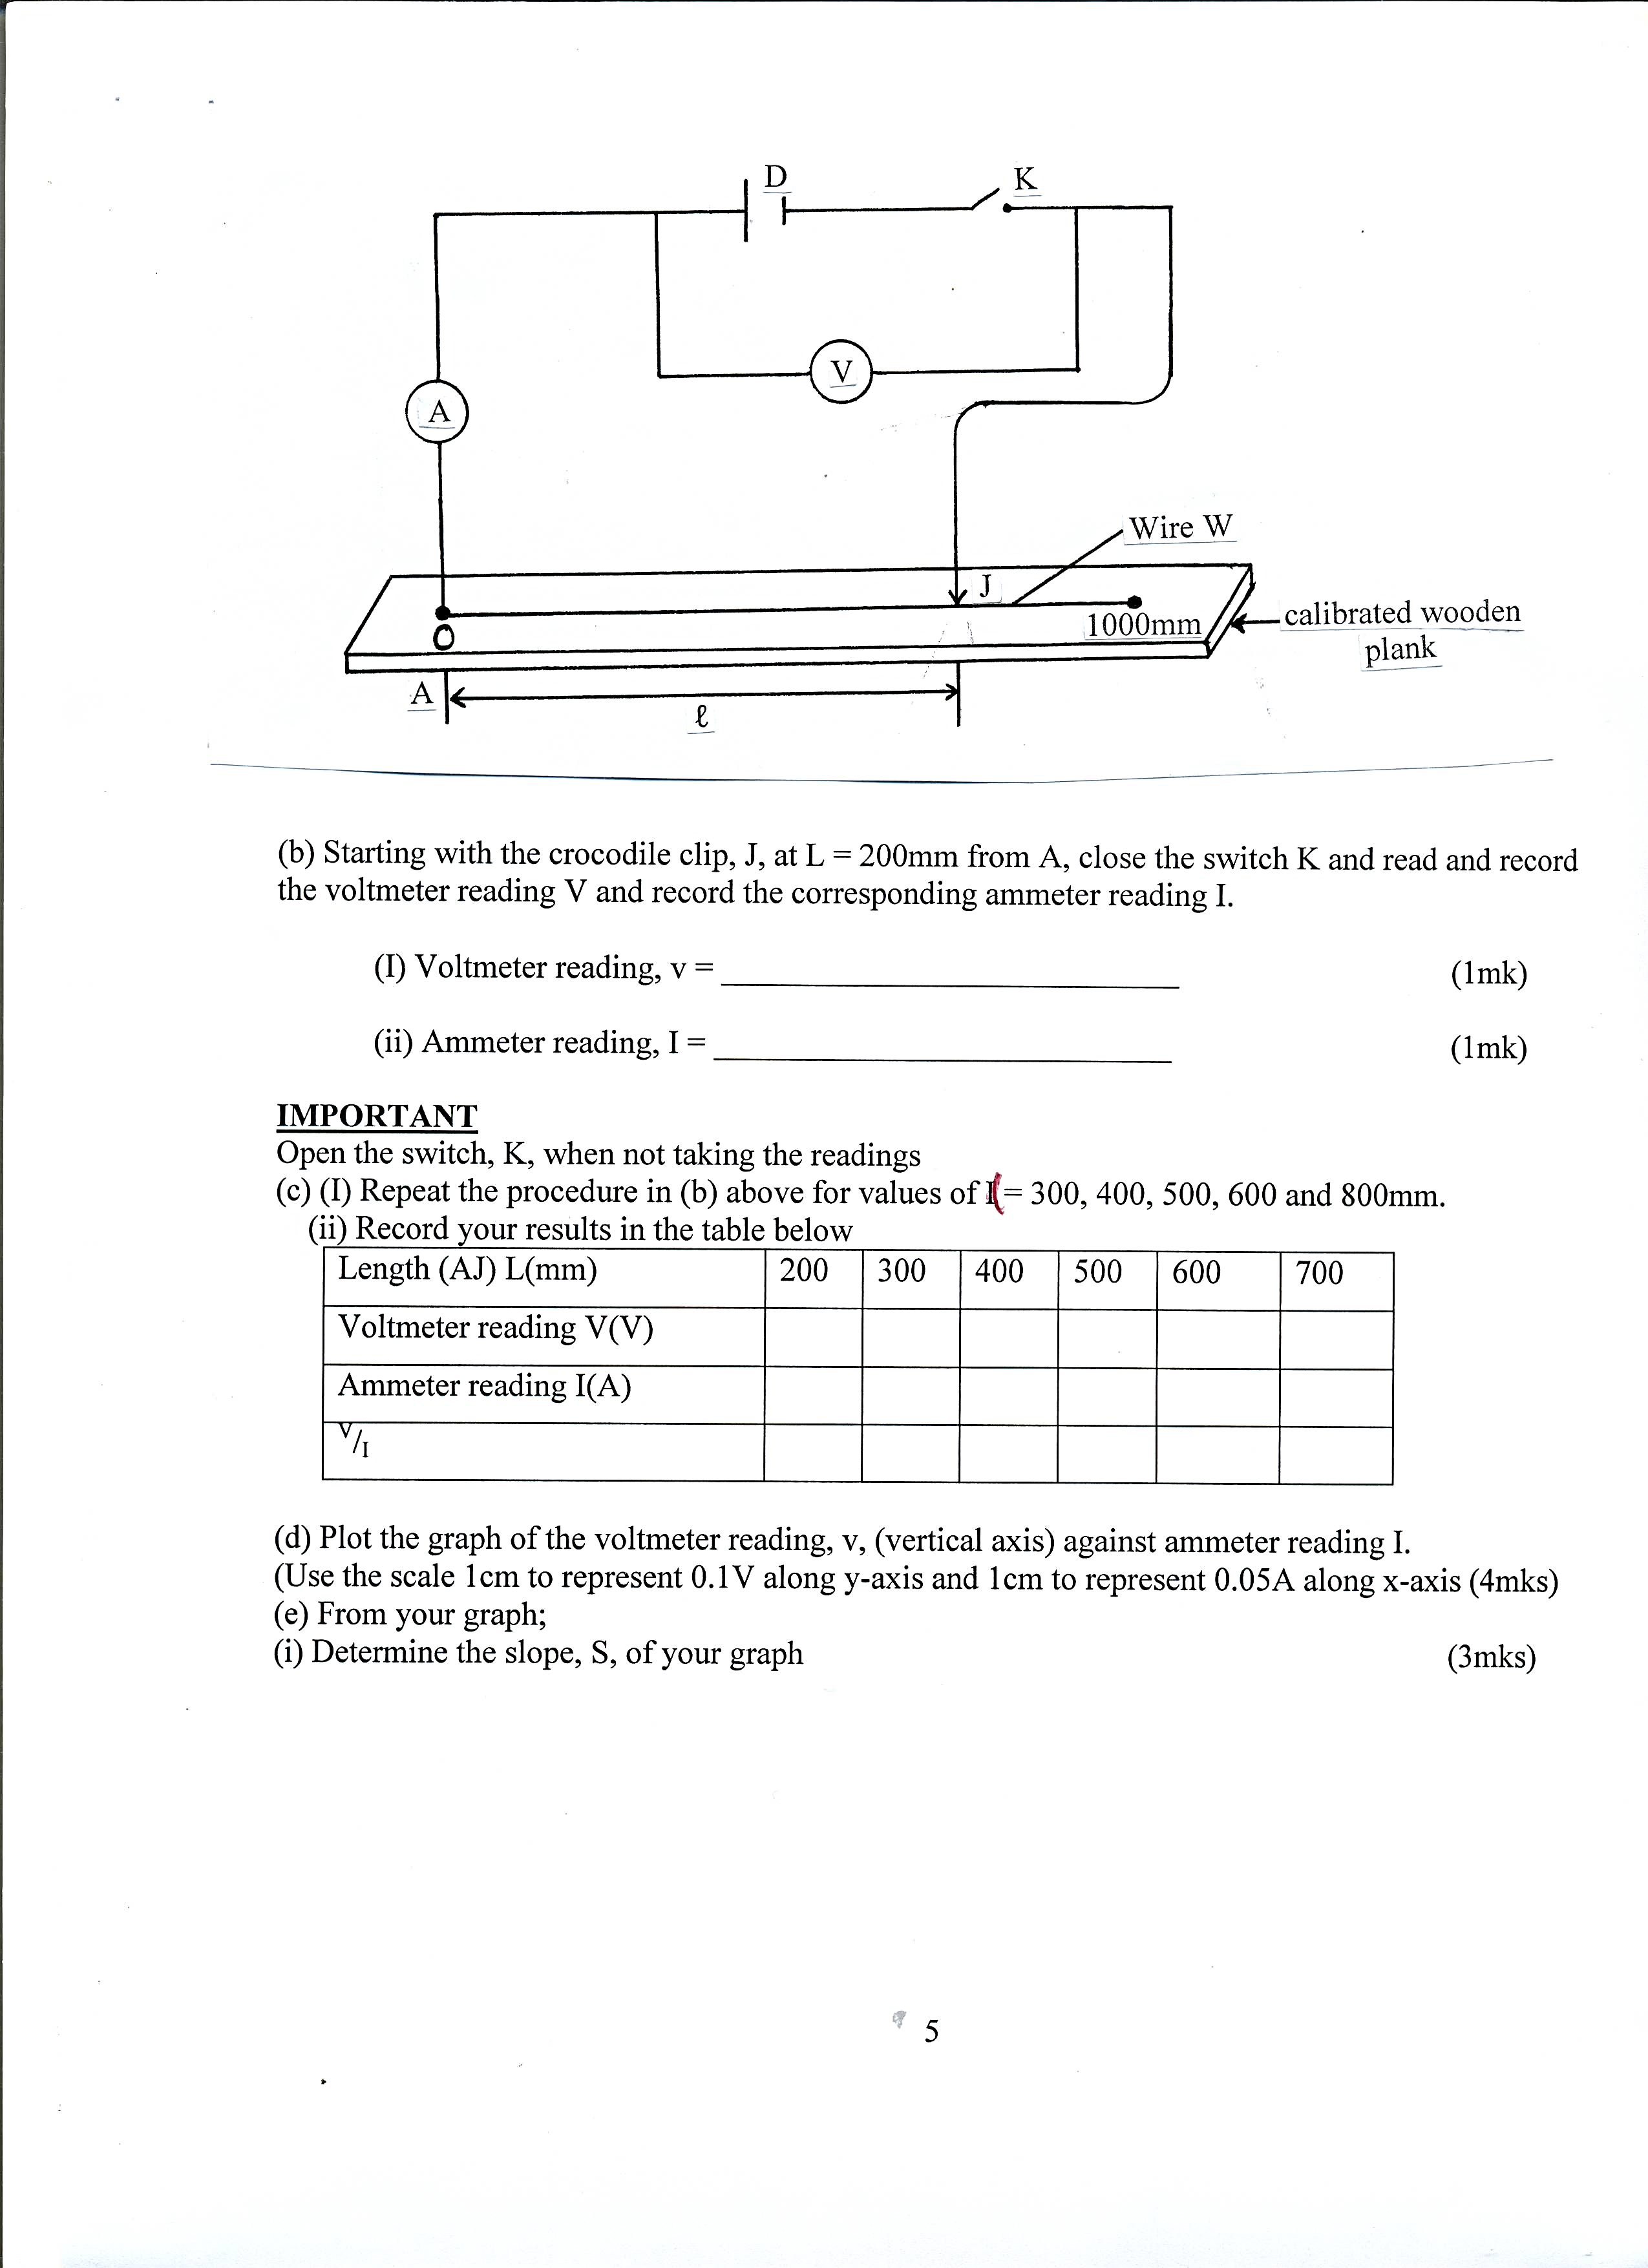 D
K
V
A
Wire W
J
O
1000mm
calibrated wooden
plank
A
ℓ
(b) Starting with the crocodile clip, J, at L = 200mm from A, close the switch K and read and record
the voltmeter reading V and record the corresponding ammeter reading I.
(I) Voltmeter reading, v = (1mk)
(ii) Ammeter reading, I = (1mk)
IMPORTANT
Open the switch, K, when not taking the readings
(c) (I) Repeat the procedure in (b) above for values of = 300, 400, 500, 600 and 800mm.
(ii) Record your results in the table below
Length (AJ) L(mm) 200 300 400 500 600 700
Voltmeter reading V(V)
Ammeter reading I(A)
V/I
(d) Plot the graph of the voltmeter reading, v, (vertical axis) against ammeter reading I.
(Use the scale 1cm to represent 0.1V along y-axis and 1cm to represent 0.05A along x-axis (4mks)
(e) From your graph;
(i) Determine the slope, S, of your graph (3mks)
5